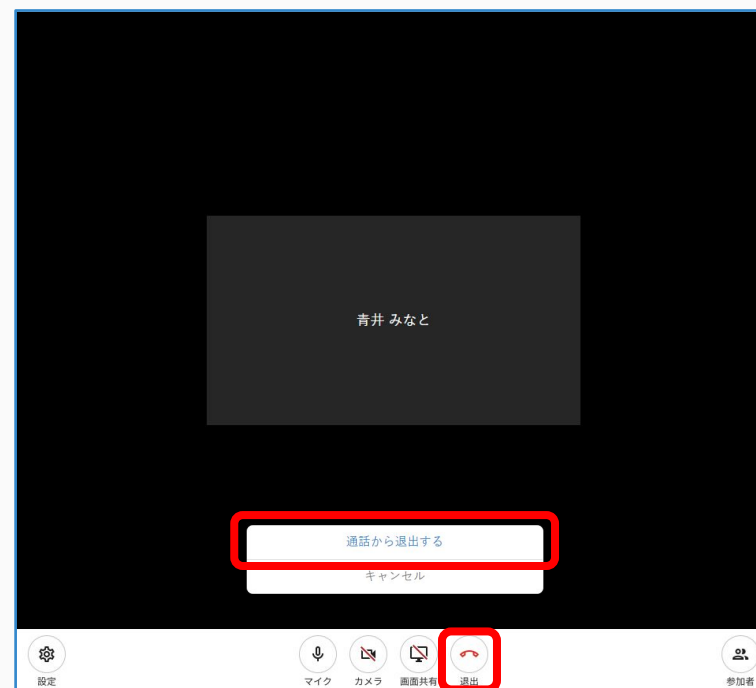 青井 みなと
通話から退出する
キャンセル
設定
マイク
カメラ
画面共有
退出
参加者